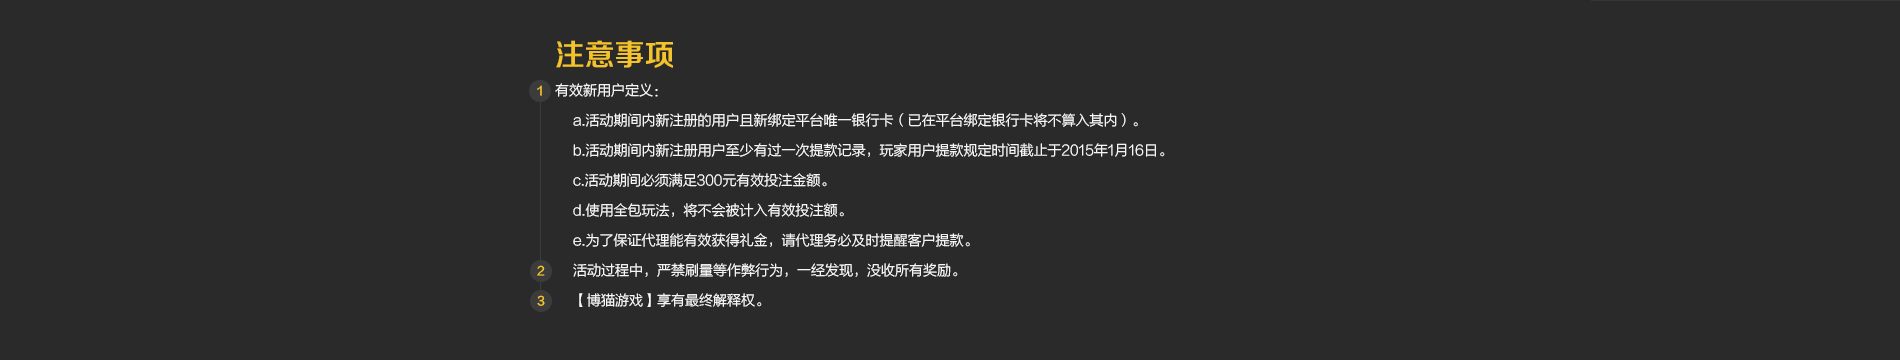 注意事项
1 有效新用户定义：
a.活动期间内新注册的用户且新绑定平台唯一银行卡（已在平台绑定银行卡将不算入其内）。
b.活动期间内新注册用户至少有过一次提款记录，玩家用户提款规定时间截止于2015年1月16日。
c.活动期间必须满足300元有效投注金额。
d.使用全包玩法，将不会被计入有效投注额。
e.为了保证代理能有效获得礼金，请代理务必及时提醒客户提款。
2 活动过程中，严禁刷量等作弊行为，一经发现，没收所有奖励。
3 【博猫游戏】享有最终解释权。